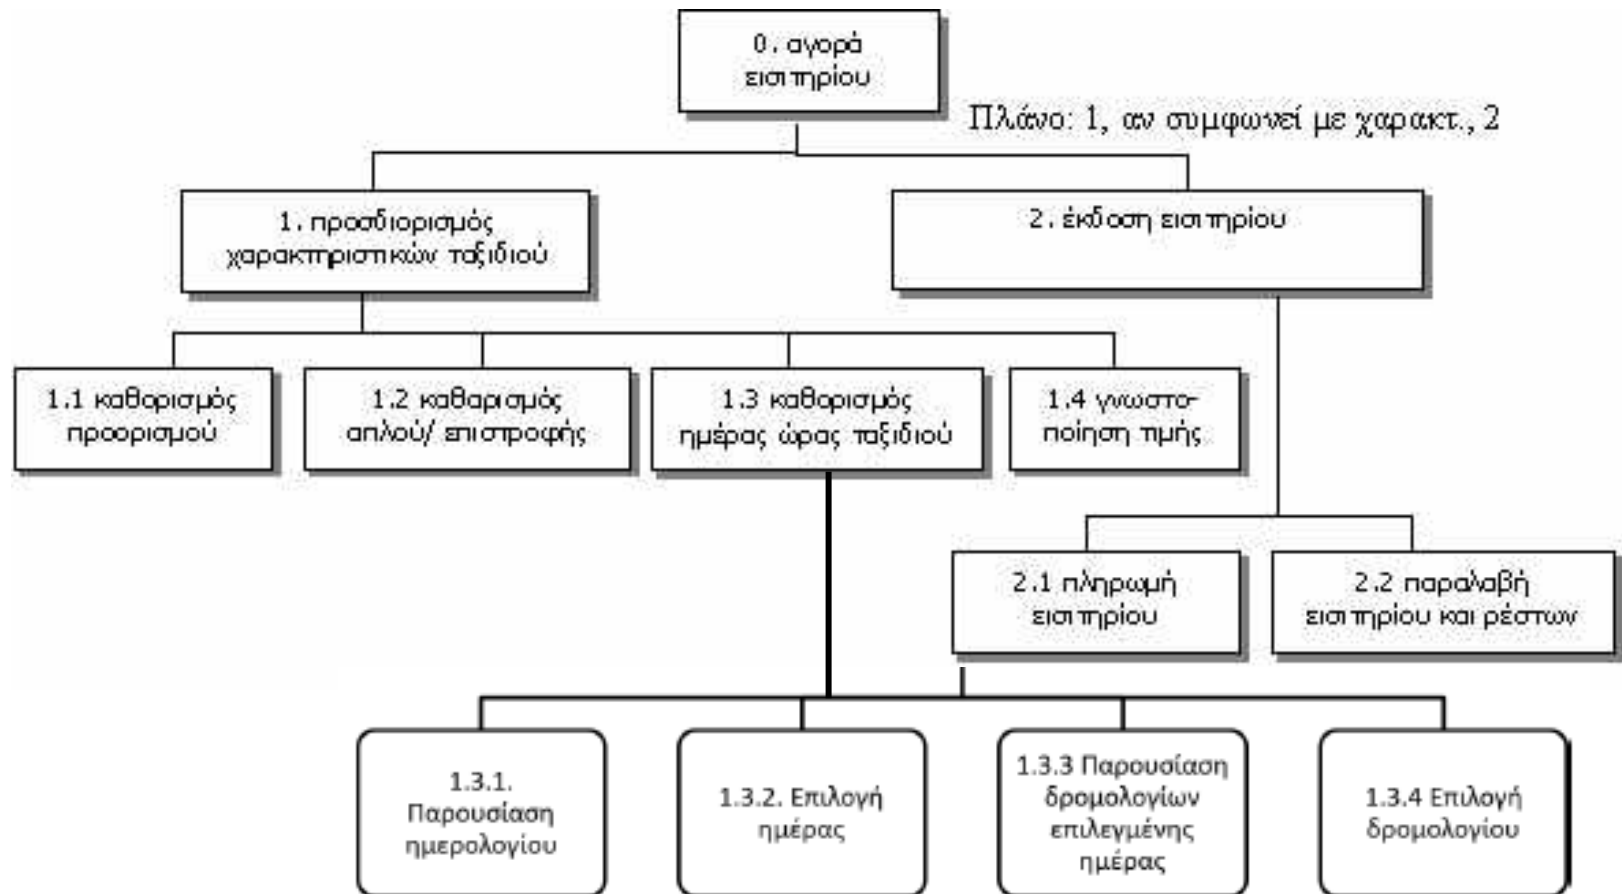 0. αγορά
εισιτηρίου
Πλάνο: 1, αν συμφωνεί με χαρακτ., 2
1. προσδιορισμός
χαρακτηριστικών ταξιδιού
2. έκδοση εισιτηρίου
1.1 καθορισμός
προορισμού
1.2 καθαρισμός
απλού/ επιστροφής
1.3 καθορισμός
ημέρας ώρας ταξιδιού
1.4 γνωστο-
ποίηση τιμής
2.1 πληρωμή
εισιτηρίου
2.2 παραλαβή
εισιτηρίου και ρέστων
1.3.1.
Παρουσίαση
ημερολογίου
1.3.2. Επιλογή
ημέρας
1.3.3 Παρουσίαση
δρομολογίων
επιλεγμένης
ημέρας
1.3.4 Επιλογή
δρομολογίου